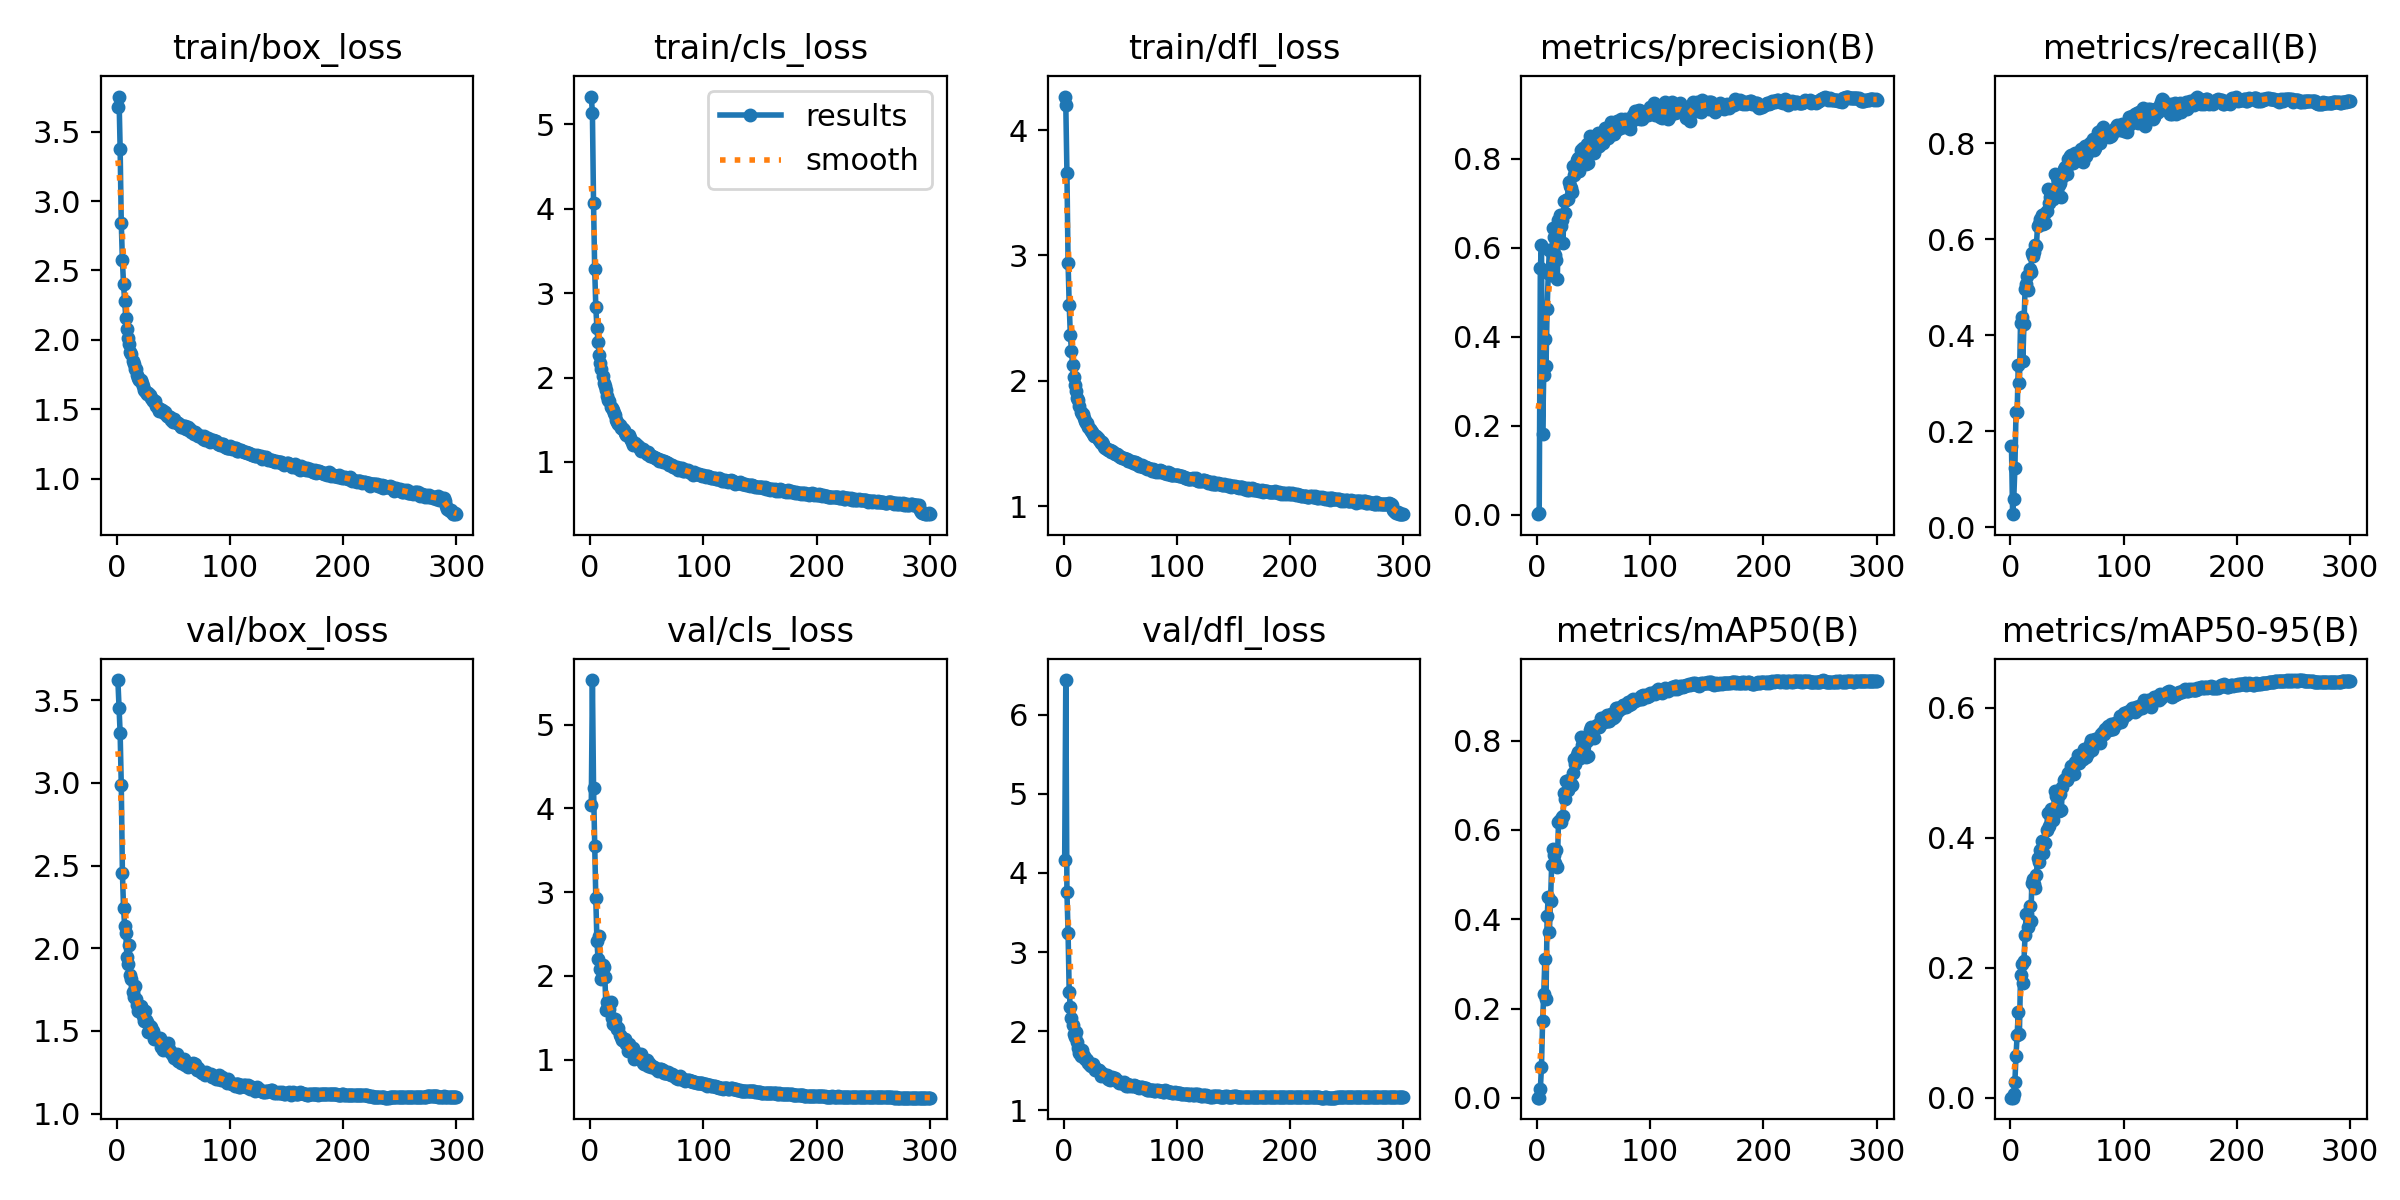 train/box_loss
3.5
3.0
2.5
2.0
1.5
1.0
0 100 200 300
train/cls_loss
results
smooth
5
4
3
2
1
0 100 200 300
train/dfl_loss
4
3
2
1
0 100 200 300
metrics/precision(B)
0.8
0.6
0.4
0.2
0.0
0 100 200 300
metrics/recall(B)
0.8
0.6
0.4
0.2
0.0
0 100 200 300
val/box_loss
3.5
3.0
2.5
2.0
1.5
1.0
0 100 200 300
val/cls_loss
5
4
3
2
1
0 100 200 300
val/dfl_loss
6
5
4
3
2
1
0 100 200 300
metrics/mAP50(B)
0.8
0.6
0.4
0.2
0.0
0 100 200 300
metrics/mAP50-95(B)
0.6
0.4
0.2
0.0
0 100 200 300